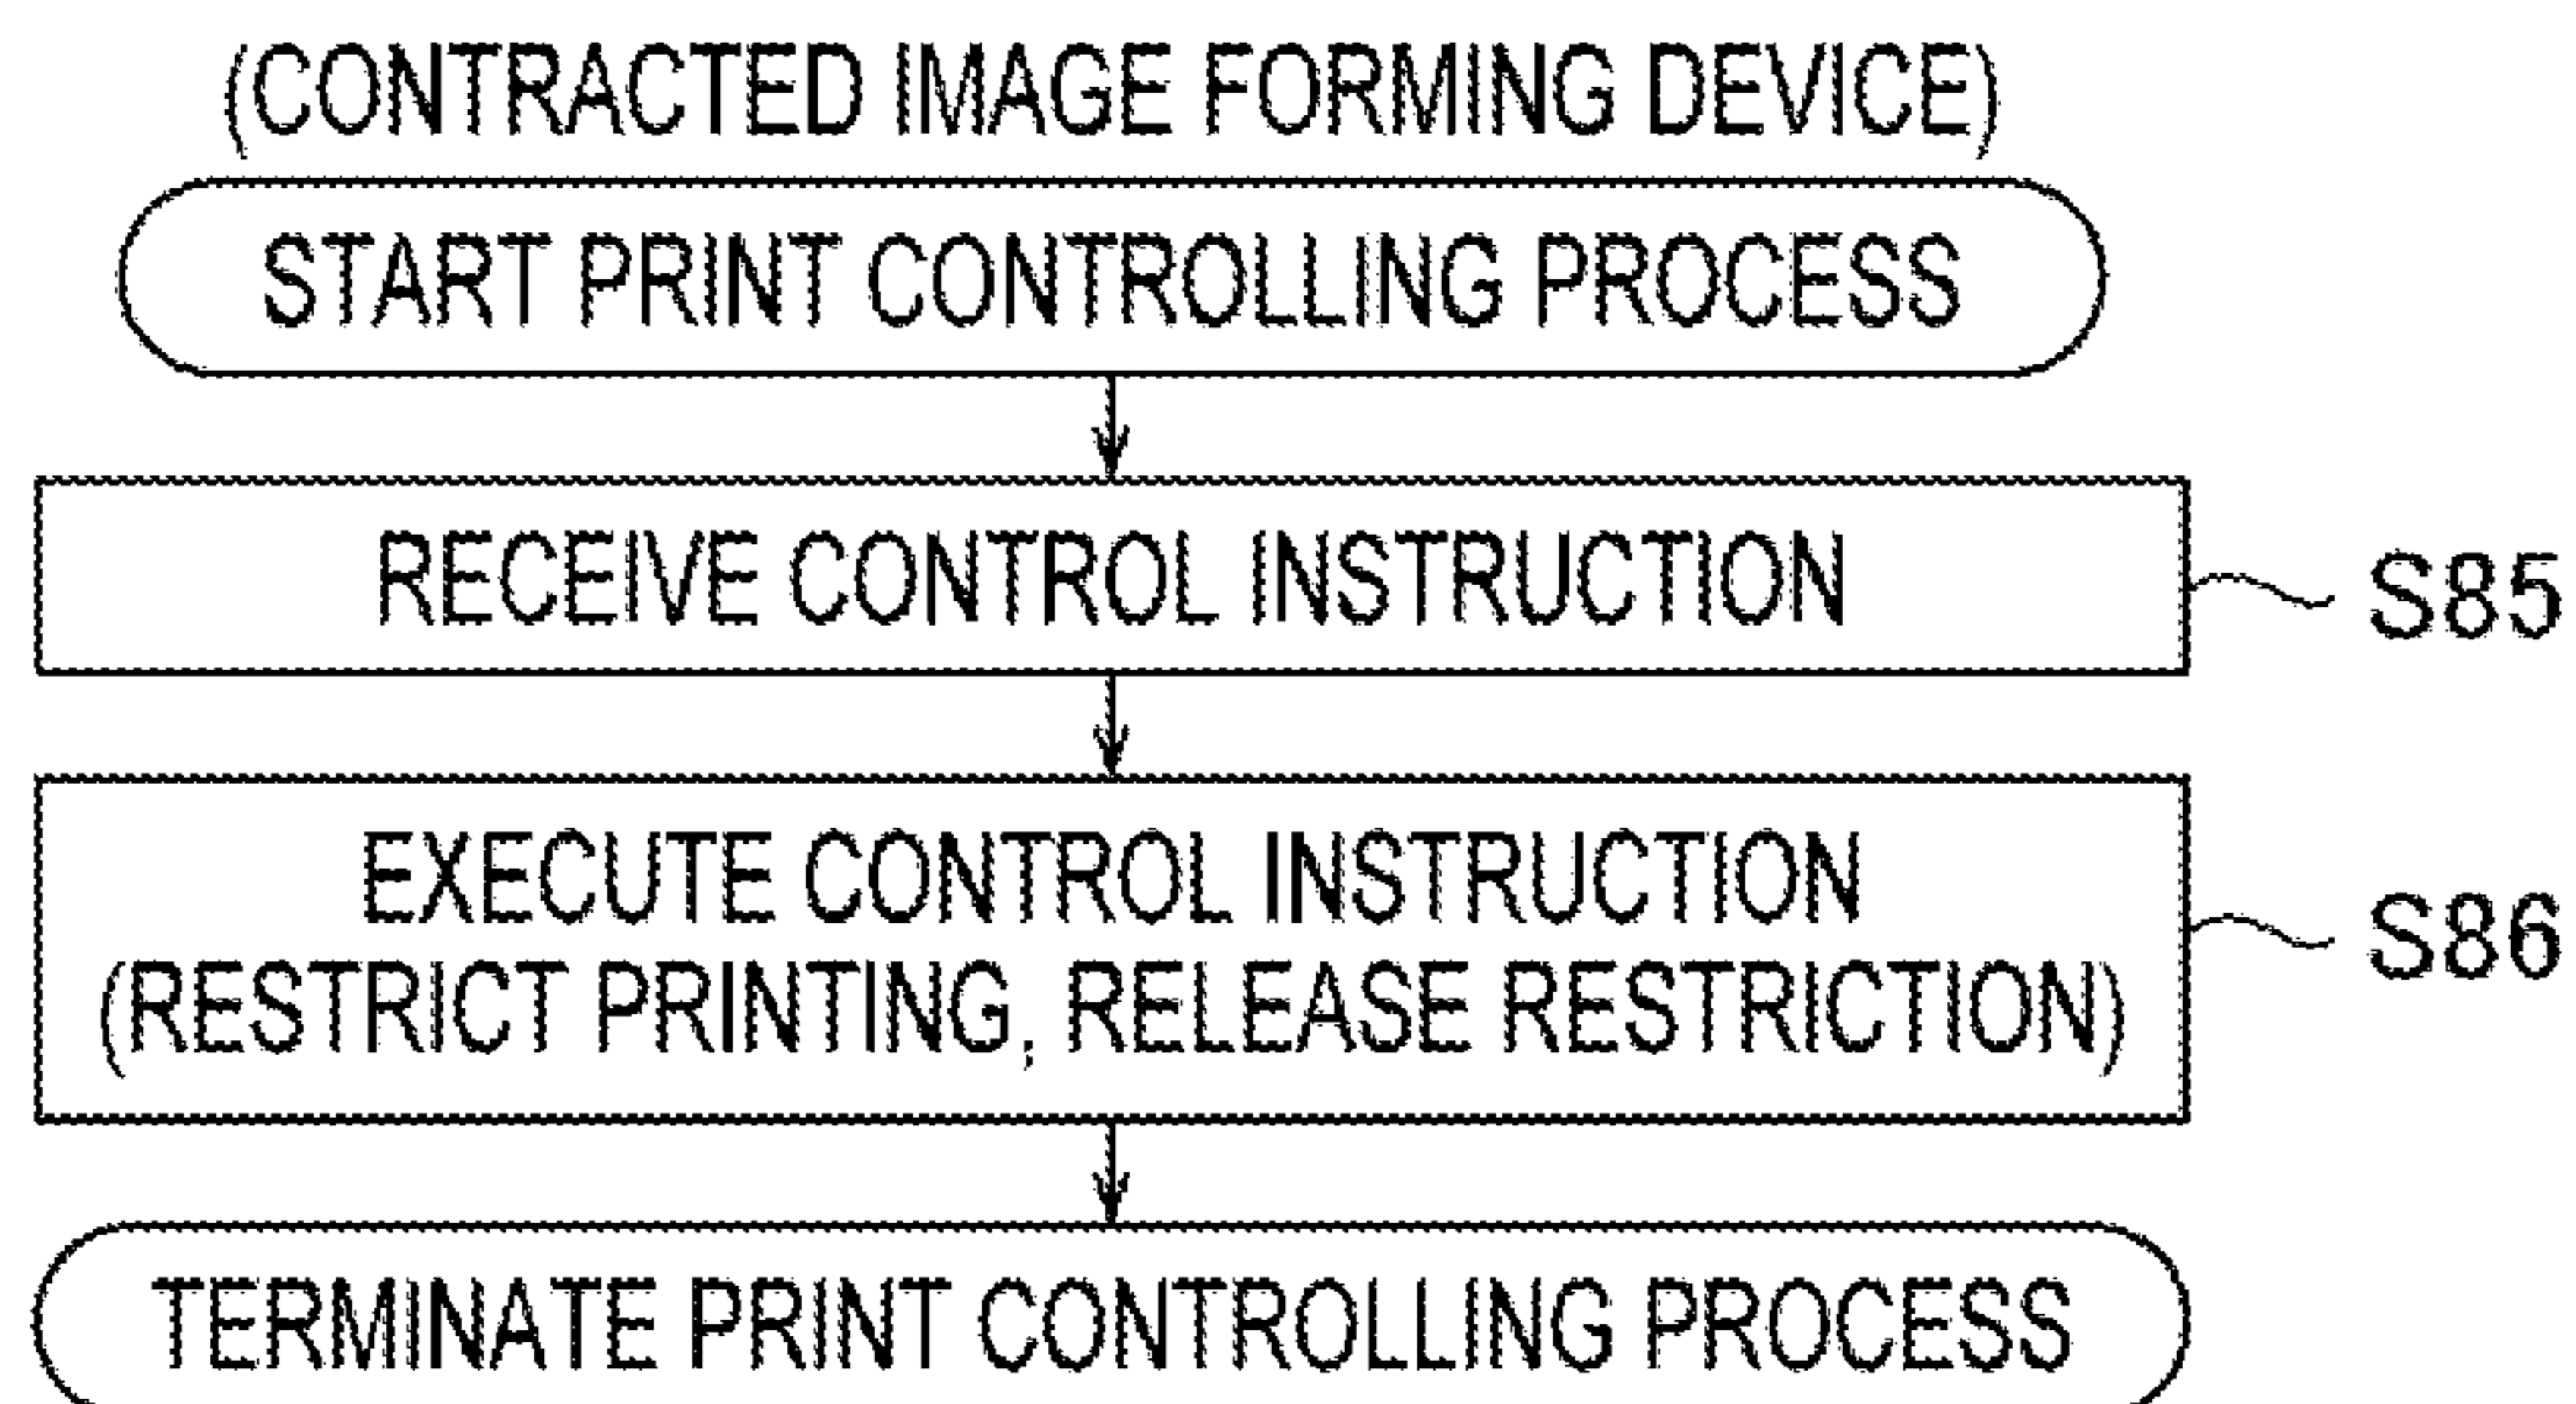 (CONTRACTED IMAGE FORMING DEVICE)
START PRINT CONTROLLING PROCESS
RECEIVE CONTROL INSTRUCTION
S85
EXECUTE CONTROL INSTRUCTION
(RESTRICT PRINTING, RELEASE RESTRICTION)
S86
TERMINATE PRINT CONTROLLING PROCESS